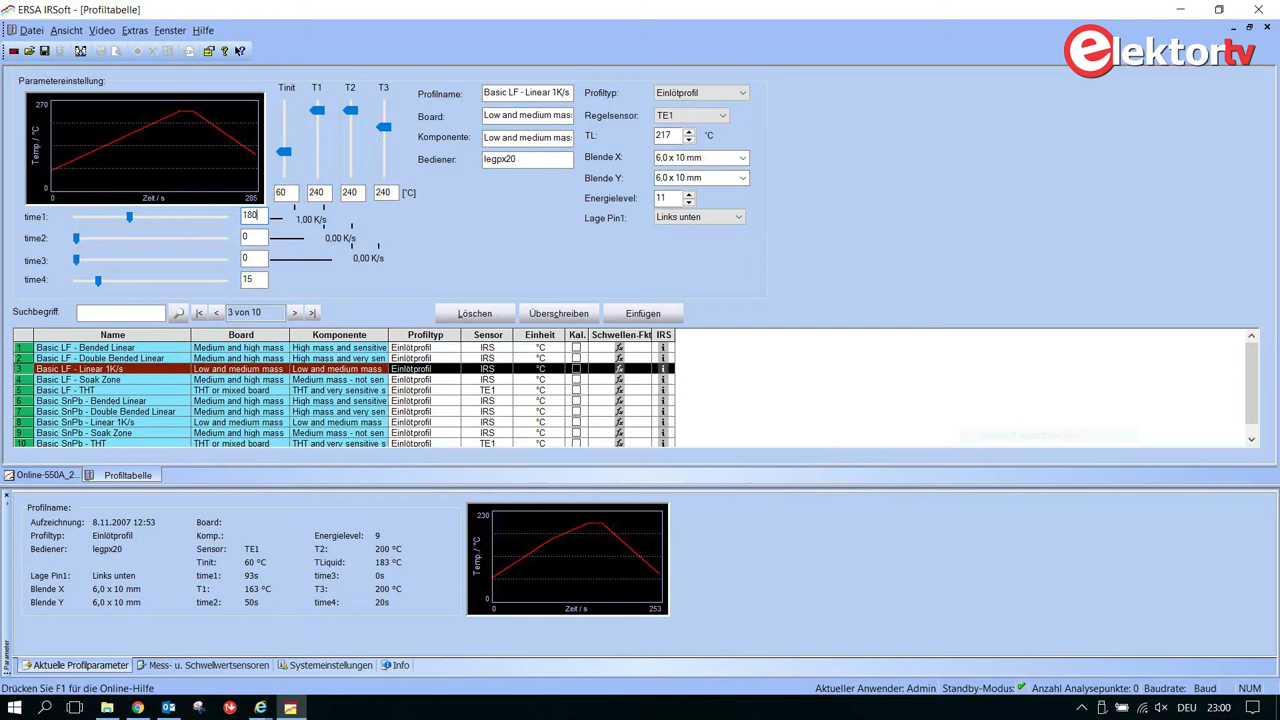 ERSA IRSoft - [Profiltabelle]
Datei Ansicht Video Extras Fenster Hilfe
elektortv
Parametereinstellung:
270
Temp / °C
0
0 Zeit / s 285
Tinit T1 T2 T3
60 240 240 240 [°C]
time1: 180 1,00 K/s
time2: 0 0,00 K/s
time3: 0 0,00 K/s
time4: 15
Profilname: Basic LF - Linear 1K/s
Board: Low and medium mass
Komponente: Low and medium mass
Bediener: legpx20
Profiltyp: Einlötprofil
Regelsensor: TE1
TL: 217 °C
Blende X: 6,0 x 10 mm
Blende Y: 6,0 x 10 mm
Energielevel: 11
Lage Pin1: Links unten
Suchbegriff: |< < 3 von 10 > >| Löschen Überschreiben Einfügen
Name Board Komponente Profiltyp Sensor Einheit Kal. Schwellen-Fkt IRS
1 Basic LF - Bended Linear Medium and high mass High mass and sensitive Einlötprofil IRS °C fx i
2 Basic LF - Double Bended Linear Medium and high mass High mass and very sen Einlötprofil IRS °C fx i
3 Basic LF - Linear 1K/s Low and medium mass Low and medium mass Einlötprofil IRS °C fx i
4 Basic LF - Soak Zone Medium and high mass Medium mass - not sen Einlötprofil IRS °C fx i
5 Basic LF - THT THT or mixed board THT and very sensitive s Einlötprofil TE1 °C fx i
6 Basic SnPb - Bended Linear Medium and high mass High mass and sensitive Einlötprofil IRS °C fx i
7 Basic SnPb - Double Bended Linear Medium and high mass High mass and very sen Einlötprofil IRS °C fx i
8 Basic SnPb - Linear 1K/s Low and medium mass Low and medium mass Einlötprofil IRS °C fx i
9 Basic SnPb - Soak Zone Medium and high mass Medium mass - not sen Einlötprofil IRS °C fx i
10 Basic SnPb - THT THT or mixed board THT and very sensitive s Einlötprofil TE1 °C fx i
Online-550A_2... Profiltabelle
Profilname:
Aufzeichnung: 8.11.2007 12:53 Board:
Profiltyp: Einlötprofil Komp.: Energielevel: 9
Bediener: legpx20 Sensor: TE1 T2: 200 °C
Tinit: 60 °C TLiquid: 183 °C
Lage Pin1: Links unten time1: 93s time3: 0s
Blende X 6,0 x 10 mm T1: 163 °C T3: 200 °C
Blende Y 6,0 x 10 mm time2: 50s time4: 20s
230
Temp / °C
0
0 Zeit / s 253
Parameter
Aktuelle Profilparameter Mess- u. Schwellwertsensoren Systemeinstellungen Info
Drücken Sie F1 für die Online-Hilfe Aktueller Anwender: Admin Standby-Modus: Anzahl Analysepunkte: 0 Baudrate: Baud NUM
DEU 23:00